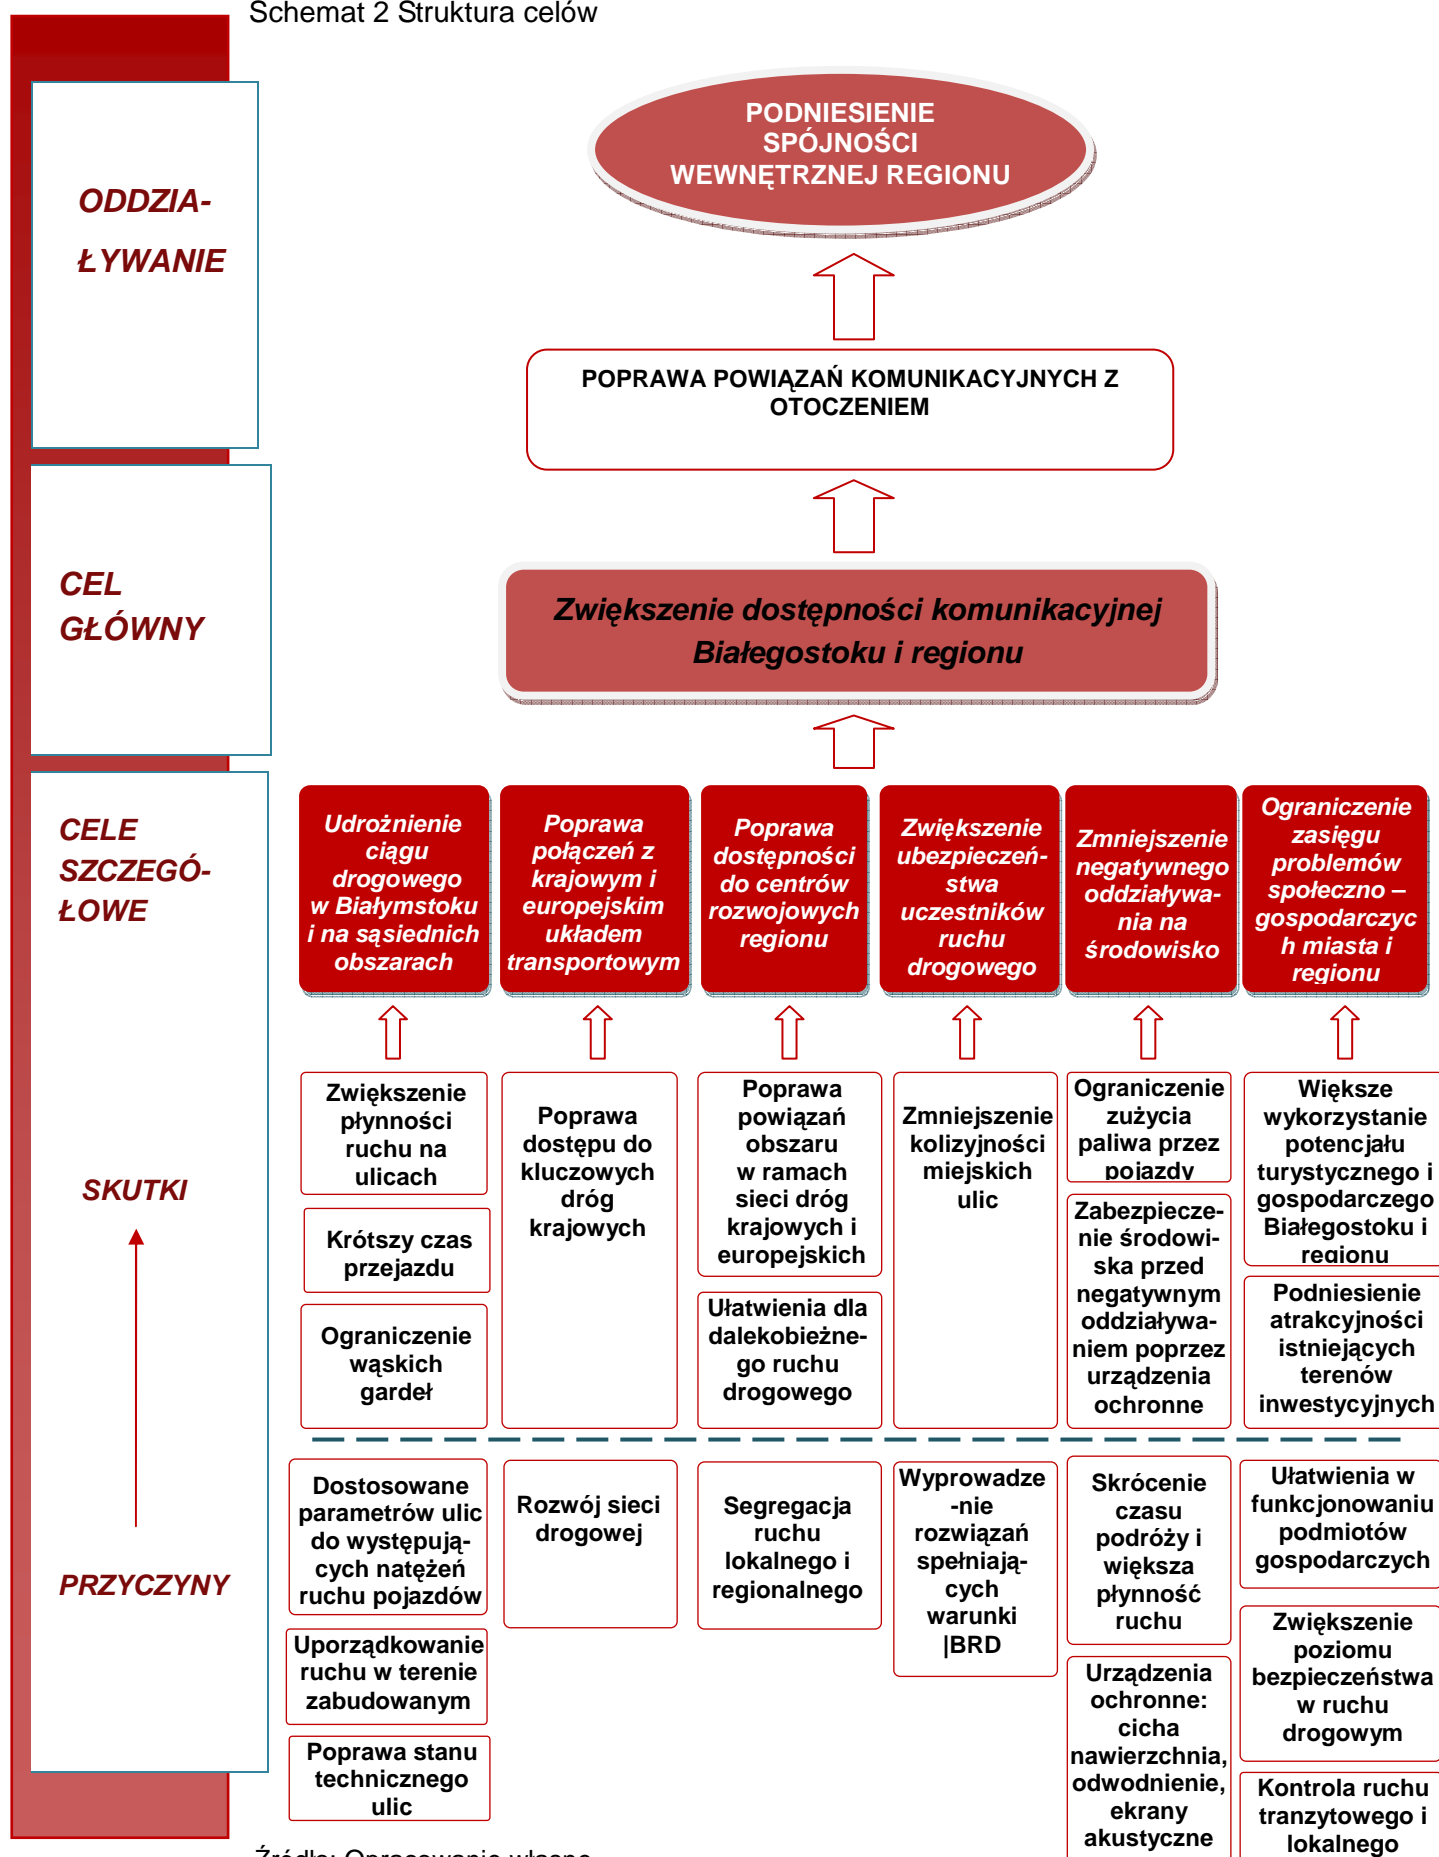 Schemat 2 Struktura celów
PODNIESIENIE
SPÓJNOŚCI
WEWNĘTRZNEJ REGIONU
ODDZIA-
ŁYWANIE
POPRAWA POWIĄZAŃ KOMUNIKACYJNYCH Z
OTOCZENIEM
CEL
GŁÓWNY
Zwiększenie dostępności komunikacyjnej
Białegostoku i regionu
CELE
SZCZEGÓ-
ŁOWE
Udrożnienie
ciągu
drogowego
w Białymstoku
i na sąsiednich
obszarach
Poprawa
połączeń z
krajowym i
europejskim
układem
transportowym
Poprawa
dostępności
do centrów
rozwojowych
regionu
Zwiększenie
ubezpieczeń-
stwa
uczestników
ruchu
drogowego
Zmniejszenie
negatywnego
oddziaływa-
nia na
środowisko
Ograniczenie
zasięgu
problemów
społeczno –
gospodarczyc
h miasta i
regionu
SKUTKI
Zwiększenie
płynności
ruchu na
ulicach
Krótszy czas
przejazdu
Ograniczenie
wąskich
gardeł
Poprawa
dostępu do
kluczowych
dróg
krajowych
Poprawa
powiązań
obszaru
w ramach
sieci dróg
krajowych i
europejskich
Ułatwienia dla
dalekobieżne-
go ruchu
drogowego
Zmniejszenie
kolizyjności
miejskich
ulic
Ograniczenie
zużycia
paliwa przez
pojazdy
Zabezpiecze-
nie środowi-
ska przed
negatywnym
oddziaływa-
niem poprzez
urządzenia
ochronne
Większe
wykorzystanie
potencjału
turystycznego i
gospodarczego
Białegostoku i
regionu
Podniesienie
atrakcyjności
istniejących
terenów
inwestycyjnych
PRZYCZYNY
Dostosowane
parametrów ulic
do występują-
cych natężeń
ruchu pojazdów
Uporządkowanie
ruchu w terenie
zabudowanym
Poprawa stanu
technicznego
ulic
Rozwój sieci
drogowej
Segregacja
ruchu
lokalnego i
regionalnego
Wyprowadze
-nie
rozwiązań
spełniają-
cych
warunki
|BRD
Skrócenie
czasu
podróży i
większa
płynność
ruchu
Urządzenia
ochronne:
cicha
nawierzchnia,
odwodnienie,
ekrany
akustyczne
Ułatwienia w
funkcjonowaniu
podmiotów
gospodarczych
Zwiększenie
poziomu
bezpieczeństwa
w ruchu
drogowym
Kontrola ruchu
tranzytowego i
lokalnego
Źródło: Opracowanie własne